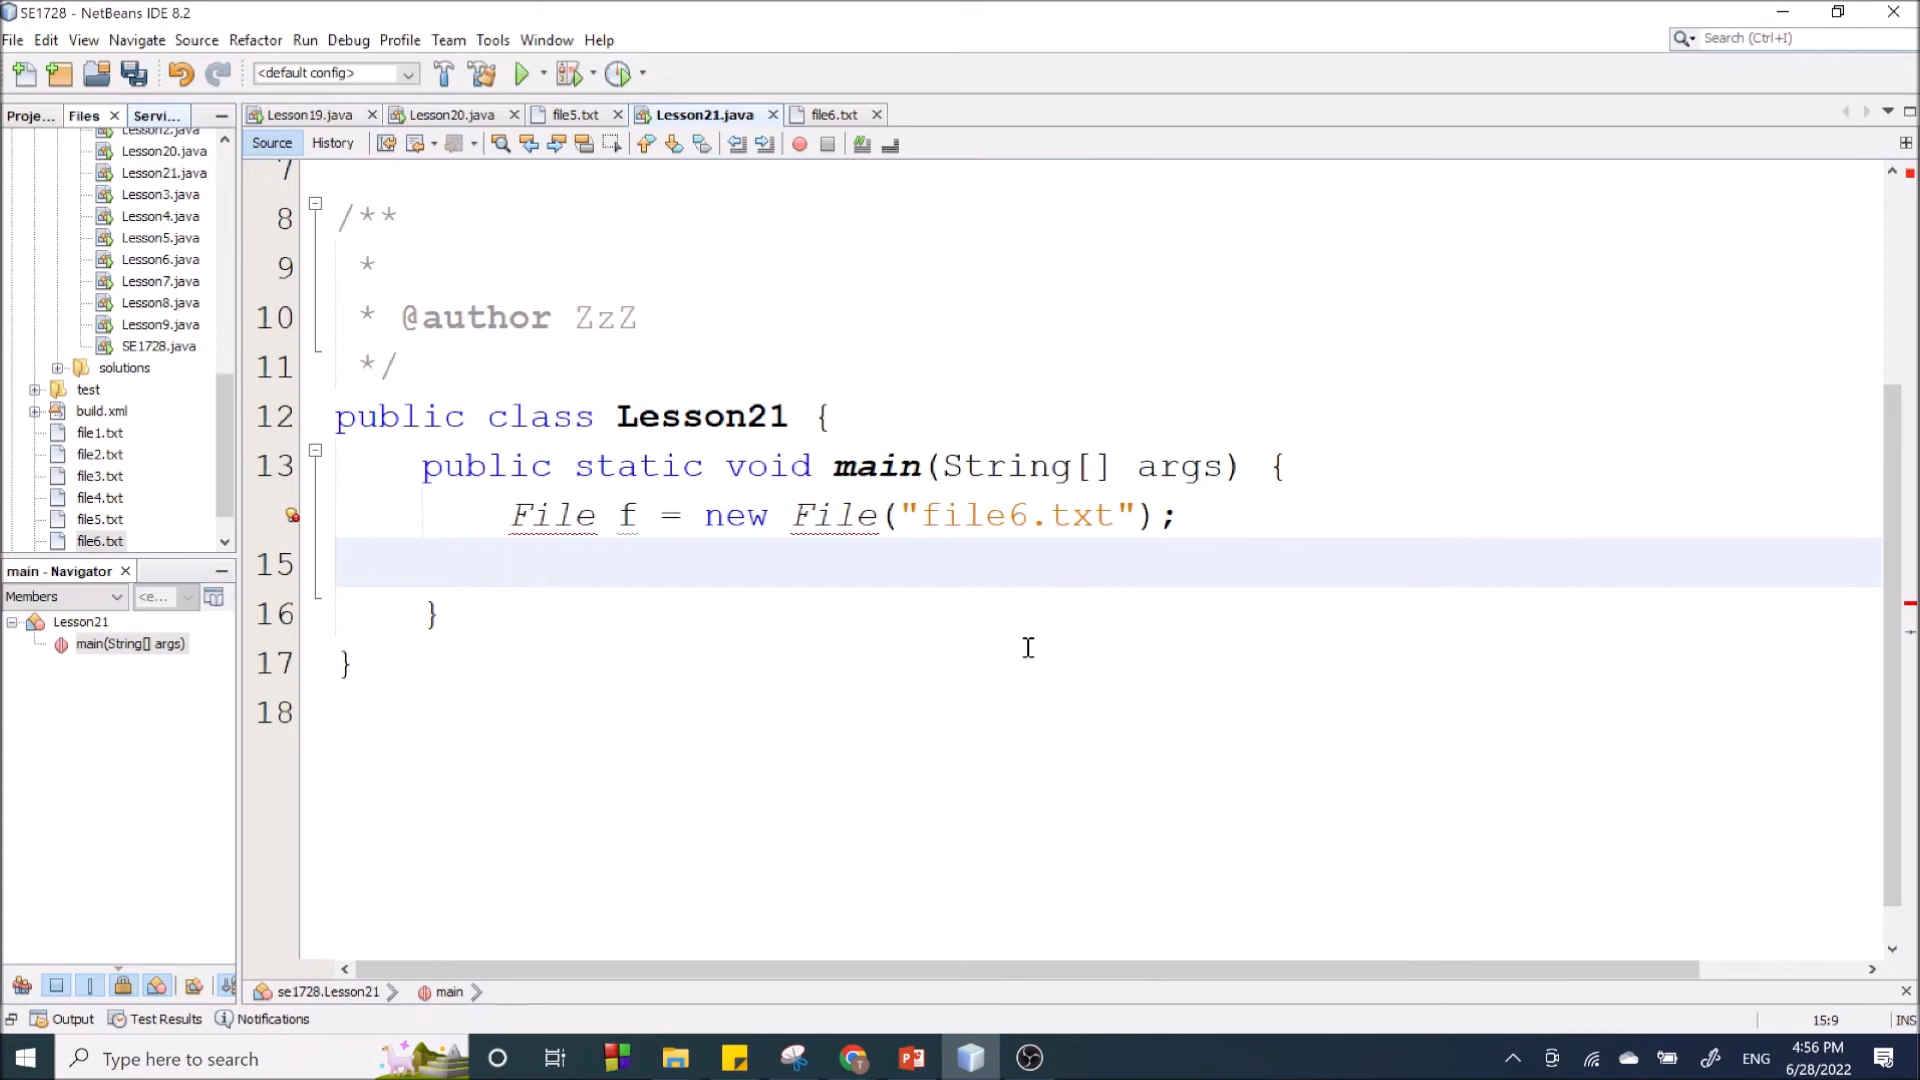 SE1728 - NetBeans IDE 8.2
File Edit View Navigate Source Refactor Run Debug Profile Team Tools Window Help
Search (Ctrl+I)
<default config>
Proje... Files Servi...
Lesson19.java Lesson20.java file5.txt Lesson21.java file6.txt
Source History
Lesson2.java
Lesson20.java
Lesson21.java
Lesson3.java
Lesson4.java
Lesson5.java
Lesson6.java
Lesson7.java
Lesson8.java
Lesson9.java
SE1728.java
solutions
test
build.xml
file1.txt
file2.txt
file3.txt
file4.txt
file5.txt
file6.txt
main - Navigator
Members <e...
Lesson21
main(String[] args)
7
8 /**
9 *
10 * @author ZzZ
11 */
12 public class Lesson21 {
13 public static void main(String[] args) {
File f = new File("file6.txt");
15
16 }
17 }
18
se1728.Lesson21 main
Output Test Results Notifications
15:9 INS
Type here to search
ENG
4:56 PM
6/28/2022